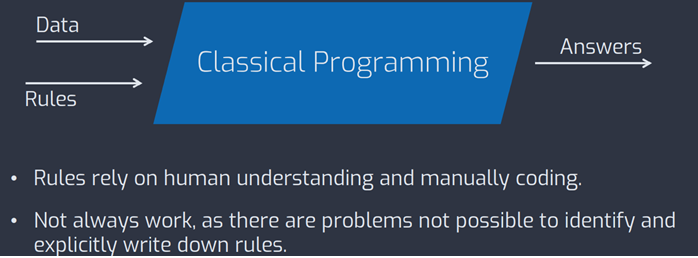 Data
Classical Programming
Answers
Rules
• Rules rely on human understanding and manually coding.
• Not always work, as there are problems not possible to identify and
explicitly write down rules.